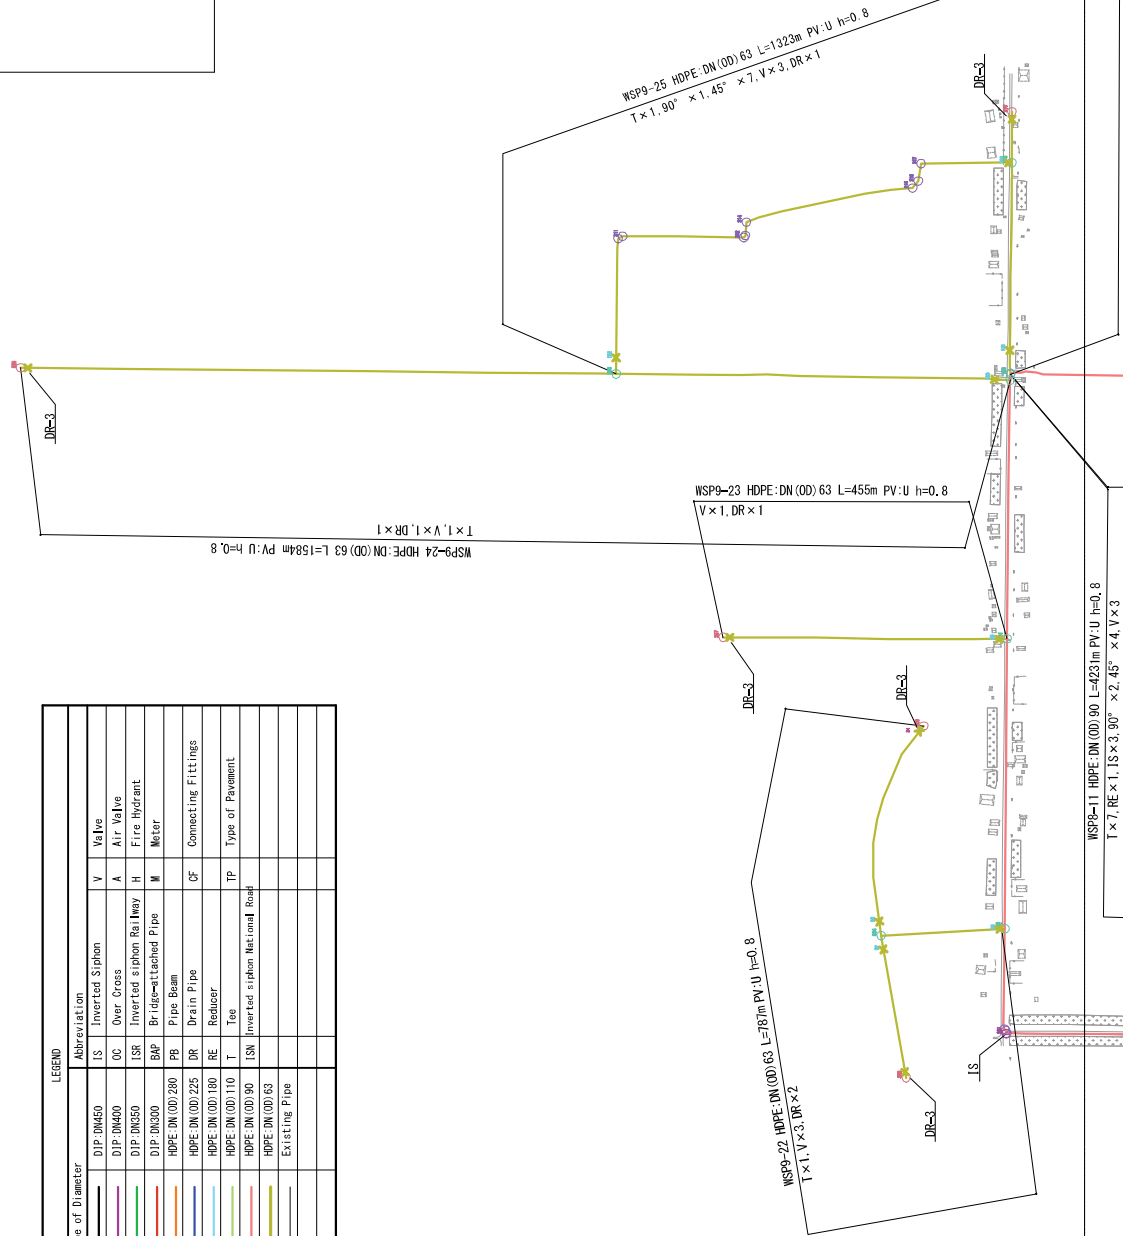 WSP9-25 HDPE:DN(OD)63 L=1323m PV:U h=0.8
T×1,90°×1,45°×7,V×3,DR×1
DR-3
DR-3
WSP9-23 HDPE:DN(OD)63 L=455m PV:U h=0.8
V×1,DR×1
WSP9-24 HDPE:DN(OD)63 L=1584m PV:U h=0.8
T×1,V×1,DR×1
DR-3
DR-3
WSP8-11 HDPE:DN(OD)90 L=4231m PV:U h=0.8
T×7,RE×1,IS×3,90°×2,45°×4,V×3
WSP9-22 HDPE:DN(OD)63 L=787m PV:U h=0.8
T×1,V×3,DR×2
IS
DR-3
LEGEND
e of Diameter Abbreviation
DIP:DN450 IS Inverted Siphon V Valve
DIP:DN400 OC Over Cross A Air Valve
DIP:DN350 ISR Inverted siphon Railway H Fire Hydrant
DIP:DN300 BAP Bridge-attached Pipe M Meter
HDPE:DN(OD)280 PB Pipe Beam
HDPE:DN(OD)225 DR Drain Pipe CF Connecting Fittings
HDPE:DN(OD)180 RE Reducer
HDPE:DN(OD)110 T Tee TP Type of Pavement
HDPE:DN(OD)90 ISN Inverted siphon National Road
HDPE:DN(OD)63
Existing Pipe